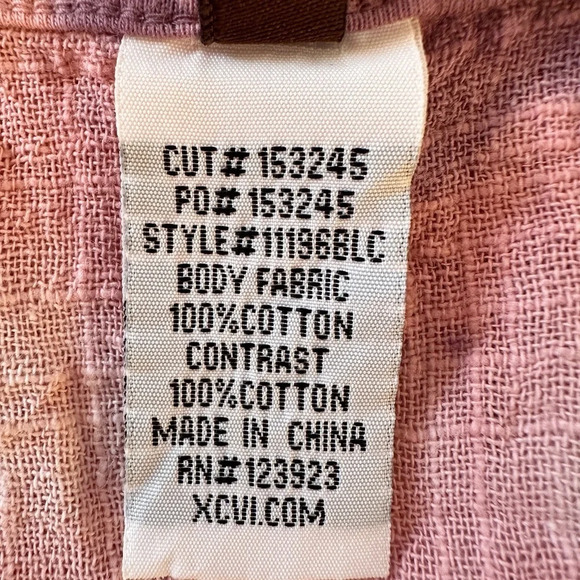 CUT# 153245
PO# 153245
STYLE#11196BLC
BODY FABRIC
100%COTTON
CONTRAST
100%COTTON
MADE IN CHINA
RN#123923
XCVI.COM